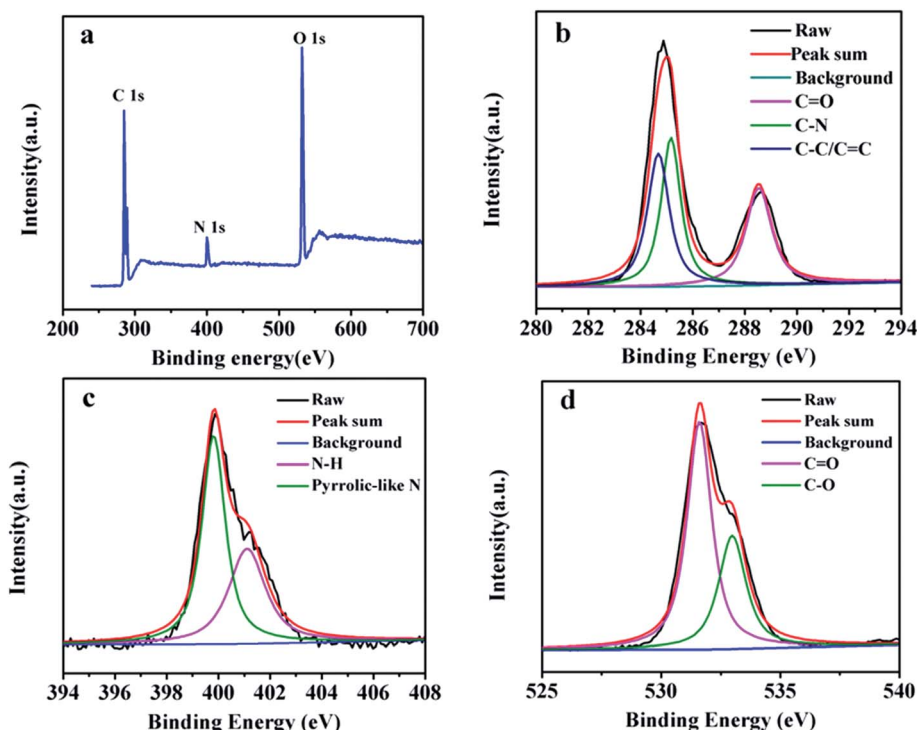 a
O 1s
C 1s
N 1s
Intensity(a.u.)
200 300 400 500 600 700
Binding energy(eV)
b
Raw
Peak sum
Background
C=O
C-N
C-C/C=C
Intensity(a.u.)
280 282 284 286 288 290 292 294
Binding Energy (eV)
c
Raw
Peak sum
Background
N-H
Pyrrolic-like N
Intensity(a.u.)
394 396 398 400 402 404 406 408
Binding Energy (eV)
d
Raw
Peak sum
Background
C=O
C-O
Intensity(a.u.)
525 530 535 540
Binding Energy (eV)